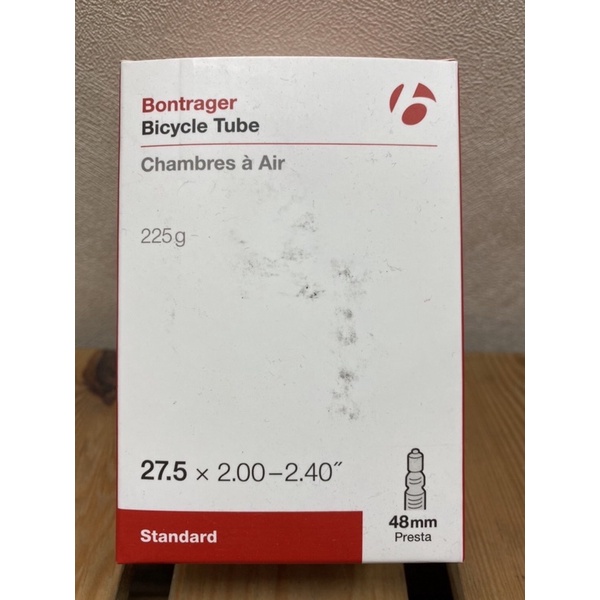 Bontrager
Bicycle Tube
Chambres à Air
225g
27.5 × 2.00–2.40″
48mm
Presta
Standard